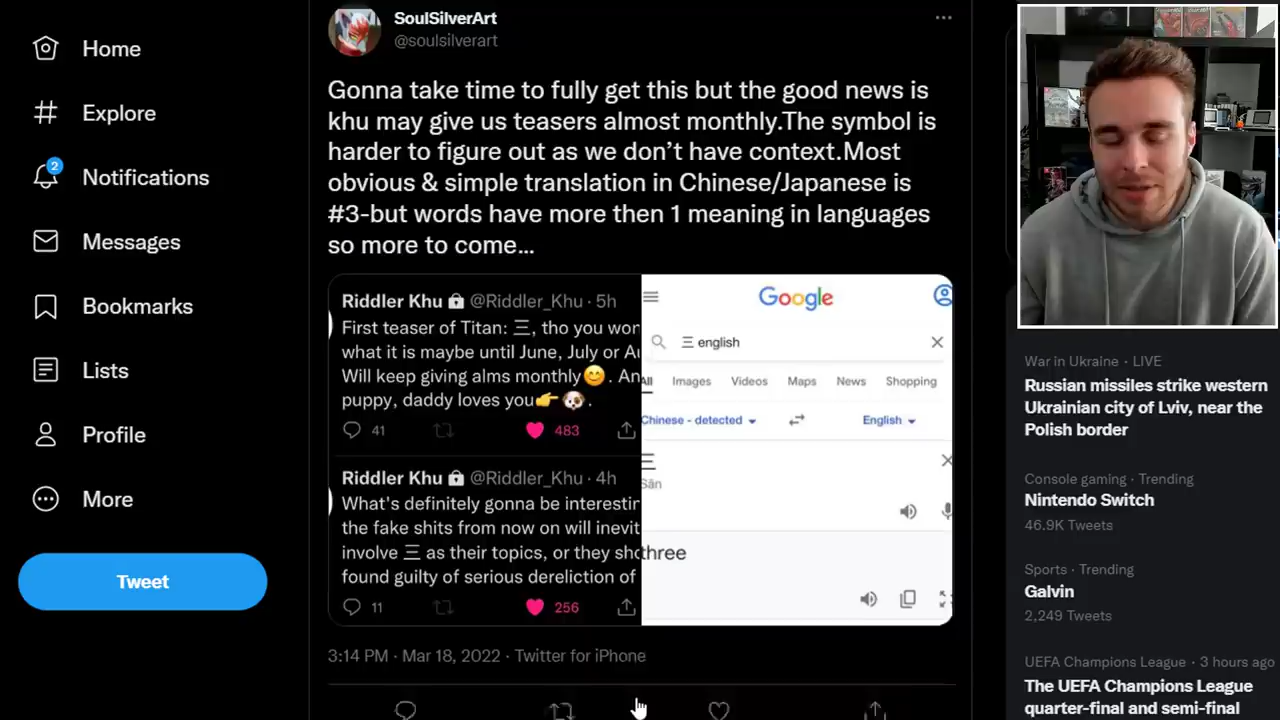 Home
Explore
2
Notifications
Messages
Bookmarks
Lists
Profile
More
Tweet
SoulSilverArt
@soulsilverart
Gonna take time to fully get this but the good news is
khu may give us teasers almost monthly.The symbol is
harder to figure out as we don't have context.Most
obvious & simple translation in Chinese/Japanese is
#3-but words have more then 1 meaning in languages
so more to come...
Riddler Khu @Riddler_Khu · 5h
First teaser of Titan: 三, tho you
what it is maybe until June, July or
Will keep giving alms monthly😊.
puppy, daddy loves you👉🐶.
41 483
Riddler Khu @Riddler_Khu · 4h
What's definitely gonna be
the fake shits from now on will
involve 三 as their topics, or they
found guilty of serious dereliction of
11 256
Google
三 english
All Images Videos Maps News Shopping
Chinese - detected English
三
Sān
three
3:14 PM · Mar 18, 2022 · Twitter for iPhone
War in Ukraine · LIVE
Russian missiles strike western
Ukrainian city of Lviv, near the
Polish border
Console gaming · Trending
Nintendo Switch
46.9K Tweets
Sports · Trending
Galvin
2,249 Tweets
UEFA Champions League · 3 hours ago
The UEFA Champions League
quarter-final and semi-final